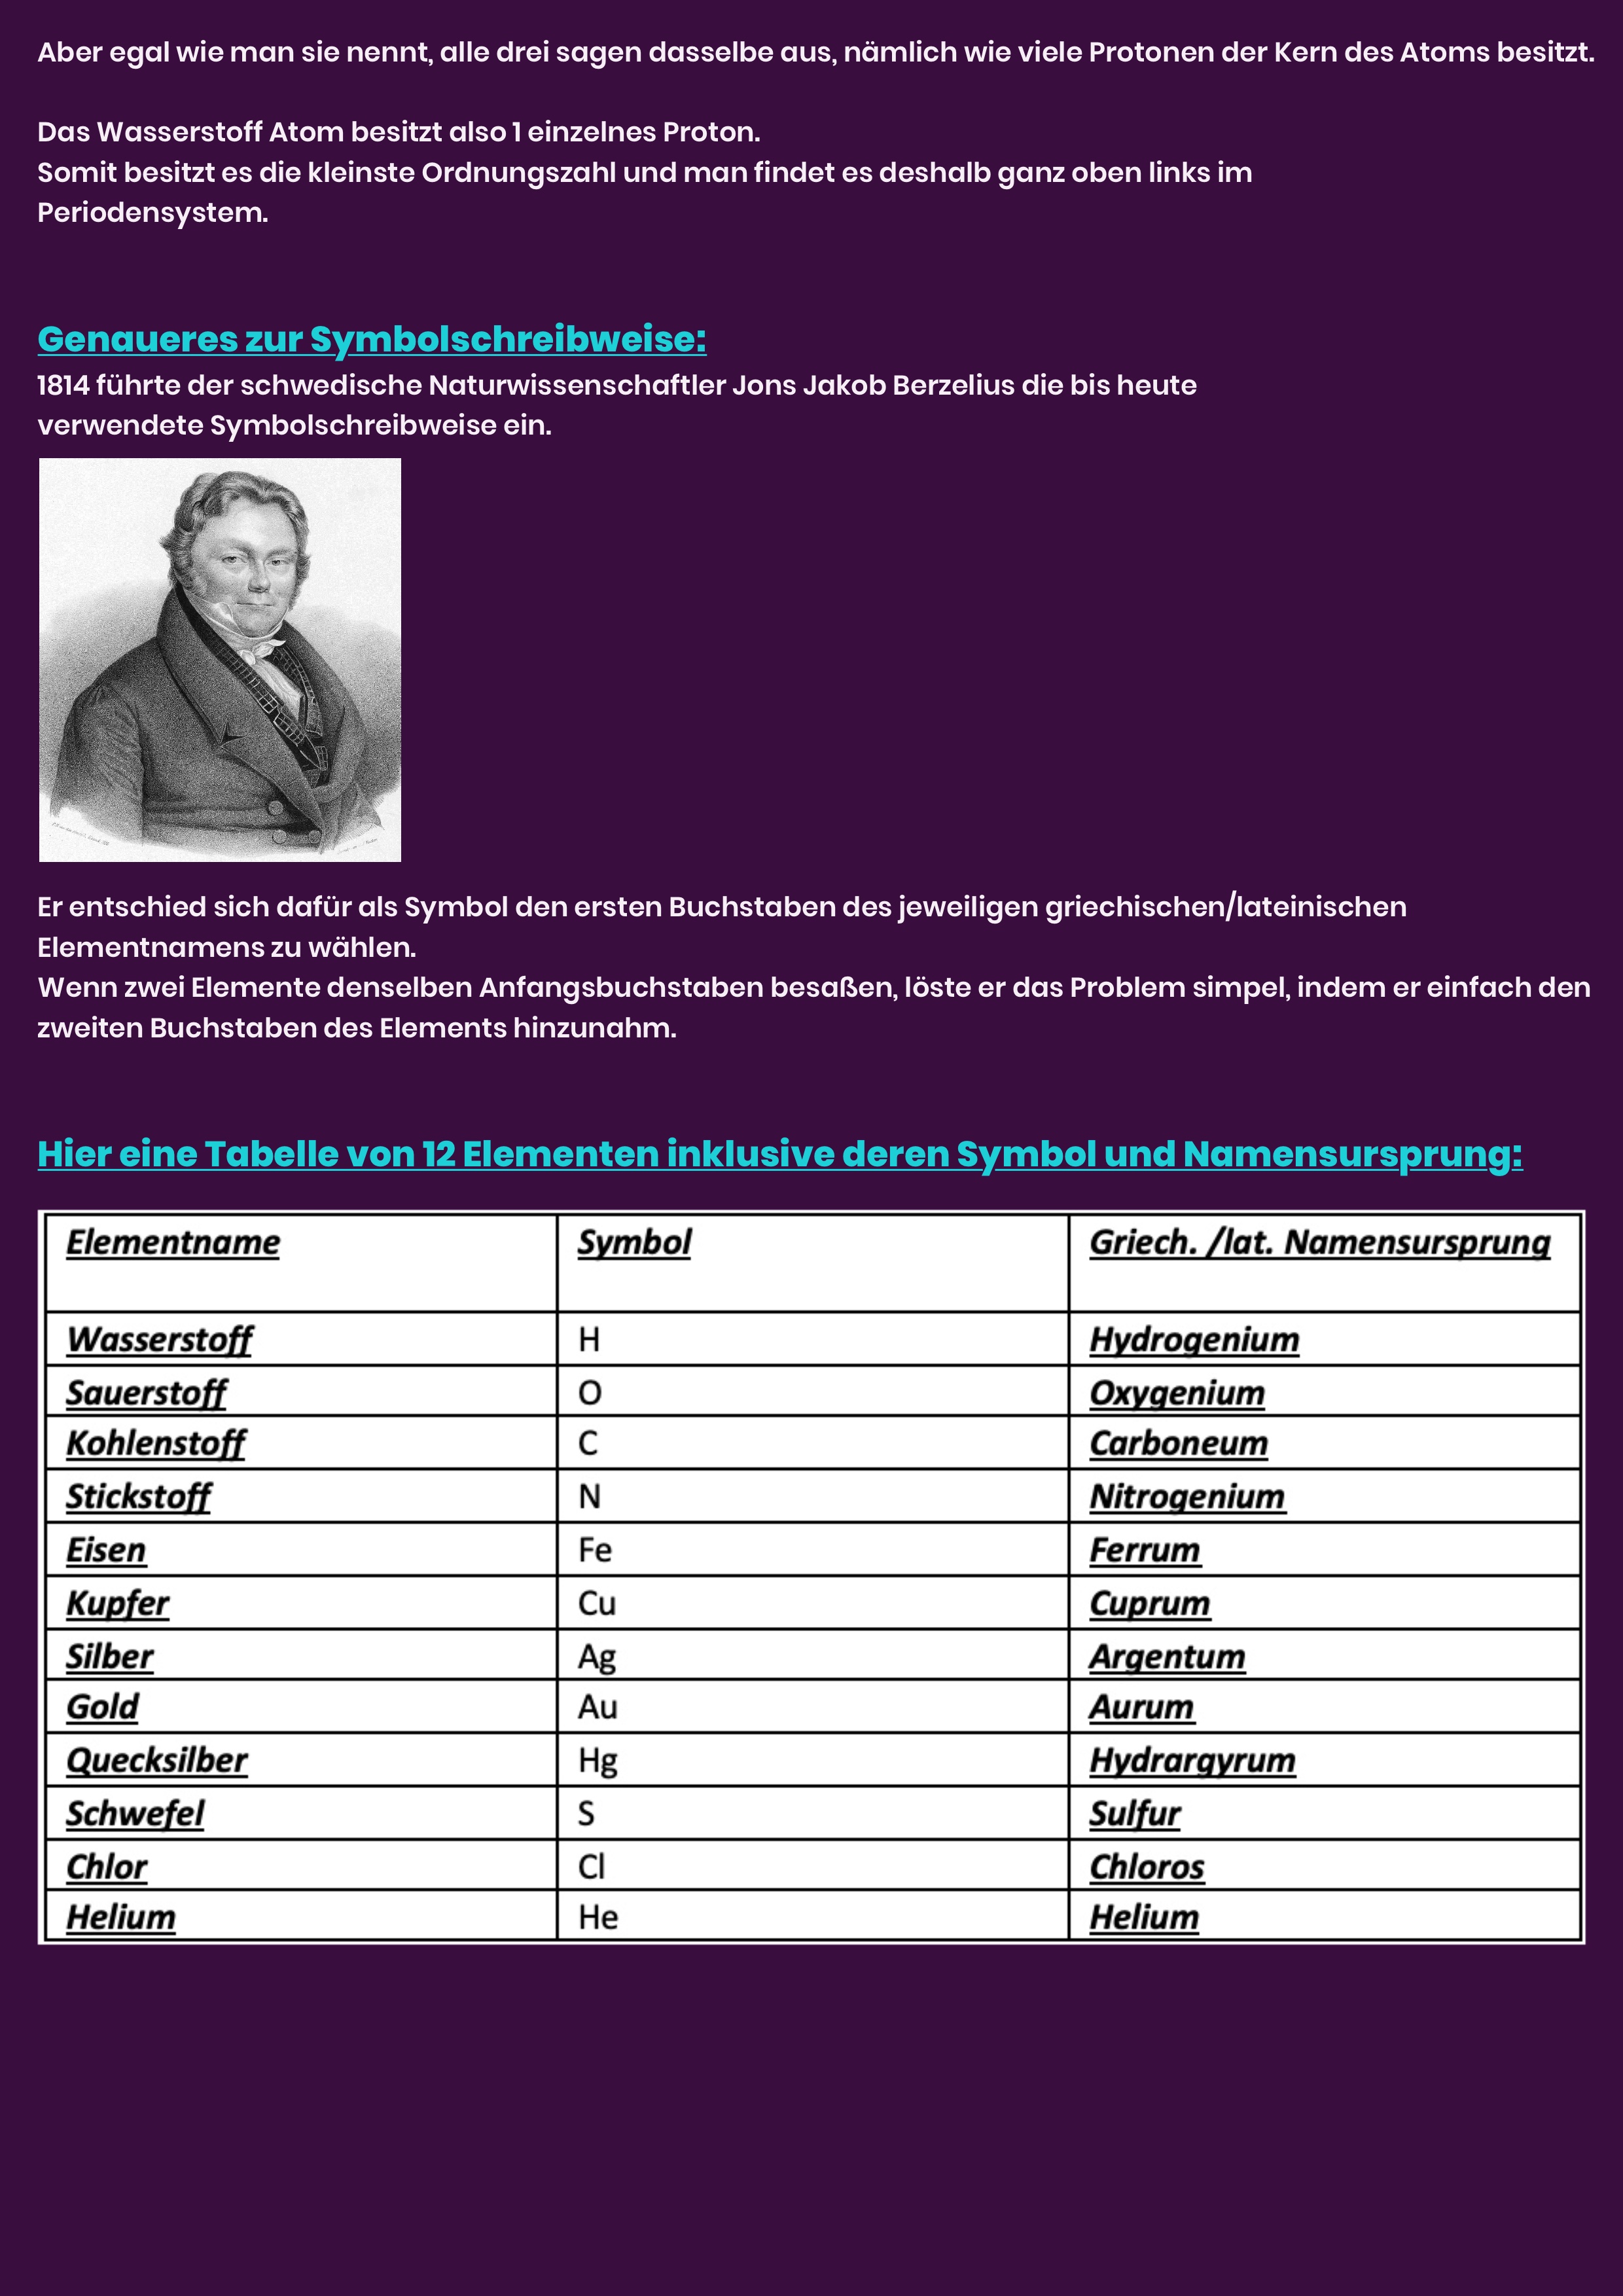 Aber egal wie man sie nennt, alle drei sagen dasselbe aus, nämlich wie viele Protonen der Kern des Atoms besitzt.
Das Wasserstoff Atom besitzt also 1 einzelnes Proton.
Somit besitzt es die kleinste Ordnungszahl und man findet es deshalb ganz oben links im
Periodensystem.
Genaueres zur Symbolschreibweise:
1814 führte der schwedische Naturwissenschaftler Jons Jakob Berzelius die bis heute
verwendete Symbolschreibweise ein.
Er entschied sich dafür als Symbol den ersten Buchstaben des jeweiligen griechischen/lateinischen
Elementnamens zu wählen.
Wenn zwei Elemente denselben Anfangsbuchstaben besaßen, löste er das Problem simpel, indem er einfach den
zweiten Buchstaben des Elements hinzunahm.
Hier eine Tabelle von 12 Elementen inklusive deren Symbol und Namensursprung:
Elementname Symbol Griech. /lat. Namensursprung
Wasserstoff H Hydrogenium
Sauerstoff O Oxygenium
Kohlenstoff C Carboneum
Stickstoff N Nitrogenium
Eisen Fe Ferrum
Kupfer Cu Cuprum
Silber Ag Argentum
Gold Au Aurum
Quecksilber Hg Hydrargyrum
Schwefel S Sulfur
Chlor Cl Chloros
Helium He Helium